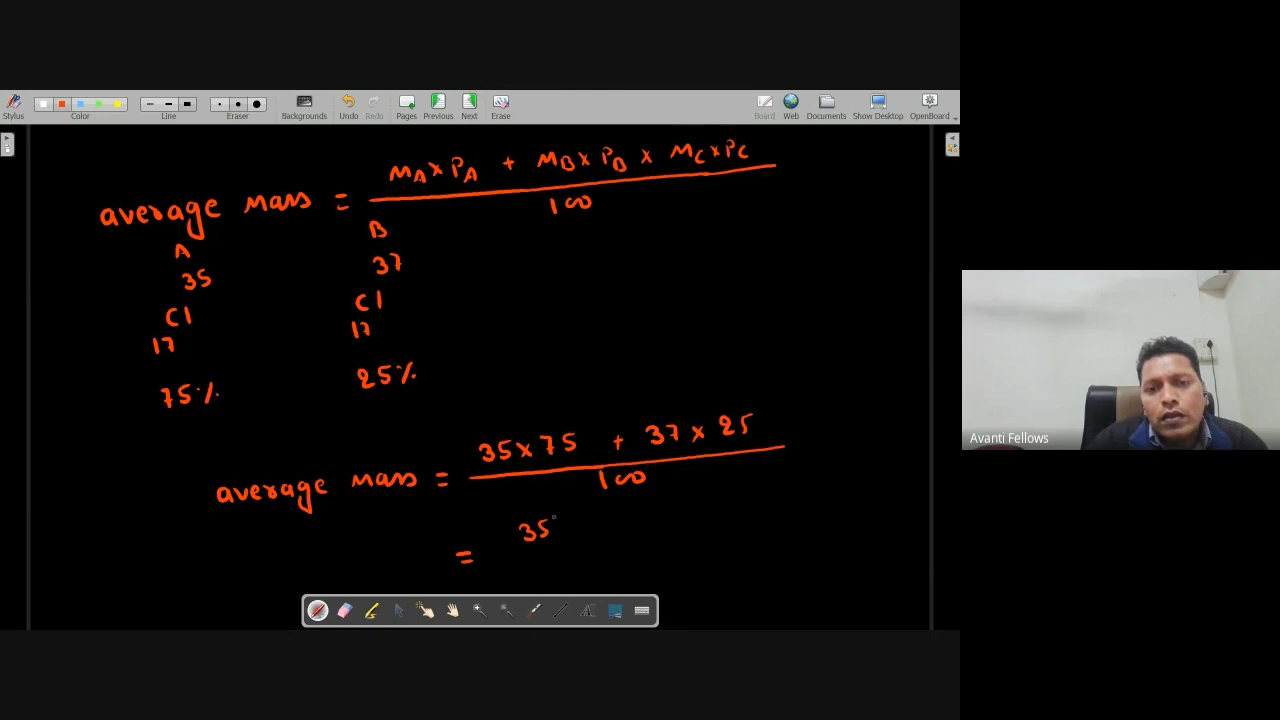 Stylus Color Line Eraser Backgrounds Undo Redo Pages Previous Next Erase Board Web Documents Show Desktop OpenBoard
MA×PA + MB×PB × MC×PC
average mass = 
100
A B
35 37
Cl Cl
17 17
75% 25%
35×75 + 37×25
average mass =
100
35
=
Avanti Fellows